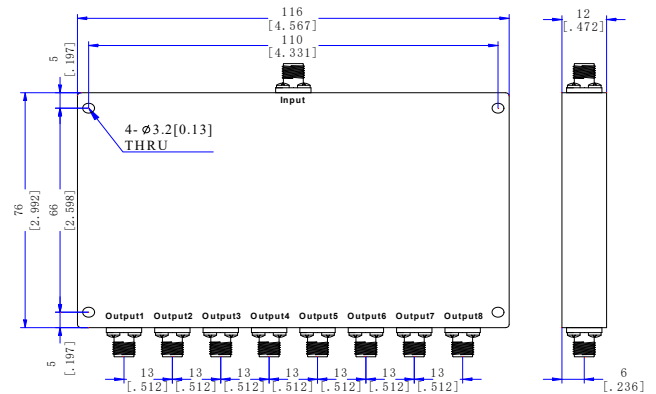 116
[4.567]
110
[4.331]
12
[.472]
5
[.197]
Input
4- ø3.2[0.13]
THRU
76
[2.992]
66
[2.598]
Output1 Output2 Output3 Output4 Output5 Output6 Output7 Output8
5
[.197]
13 13 13 13 13 13 13
[.512] [.512] [.512] [.512] [.512] [.512] [.512]
6
[.236]